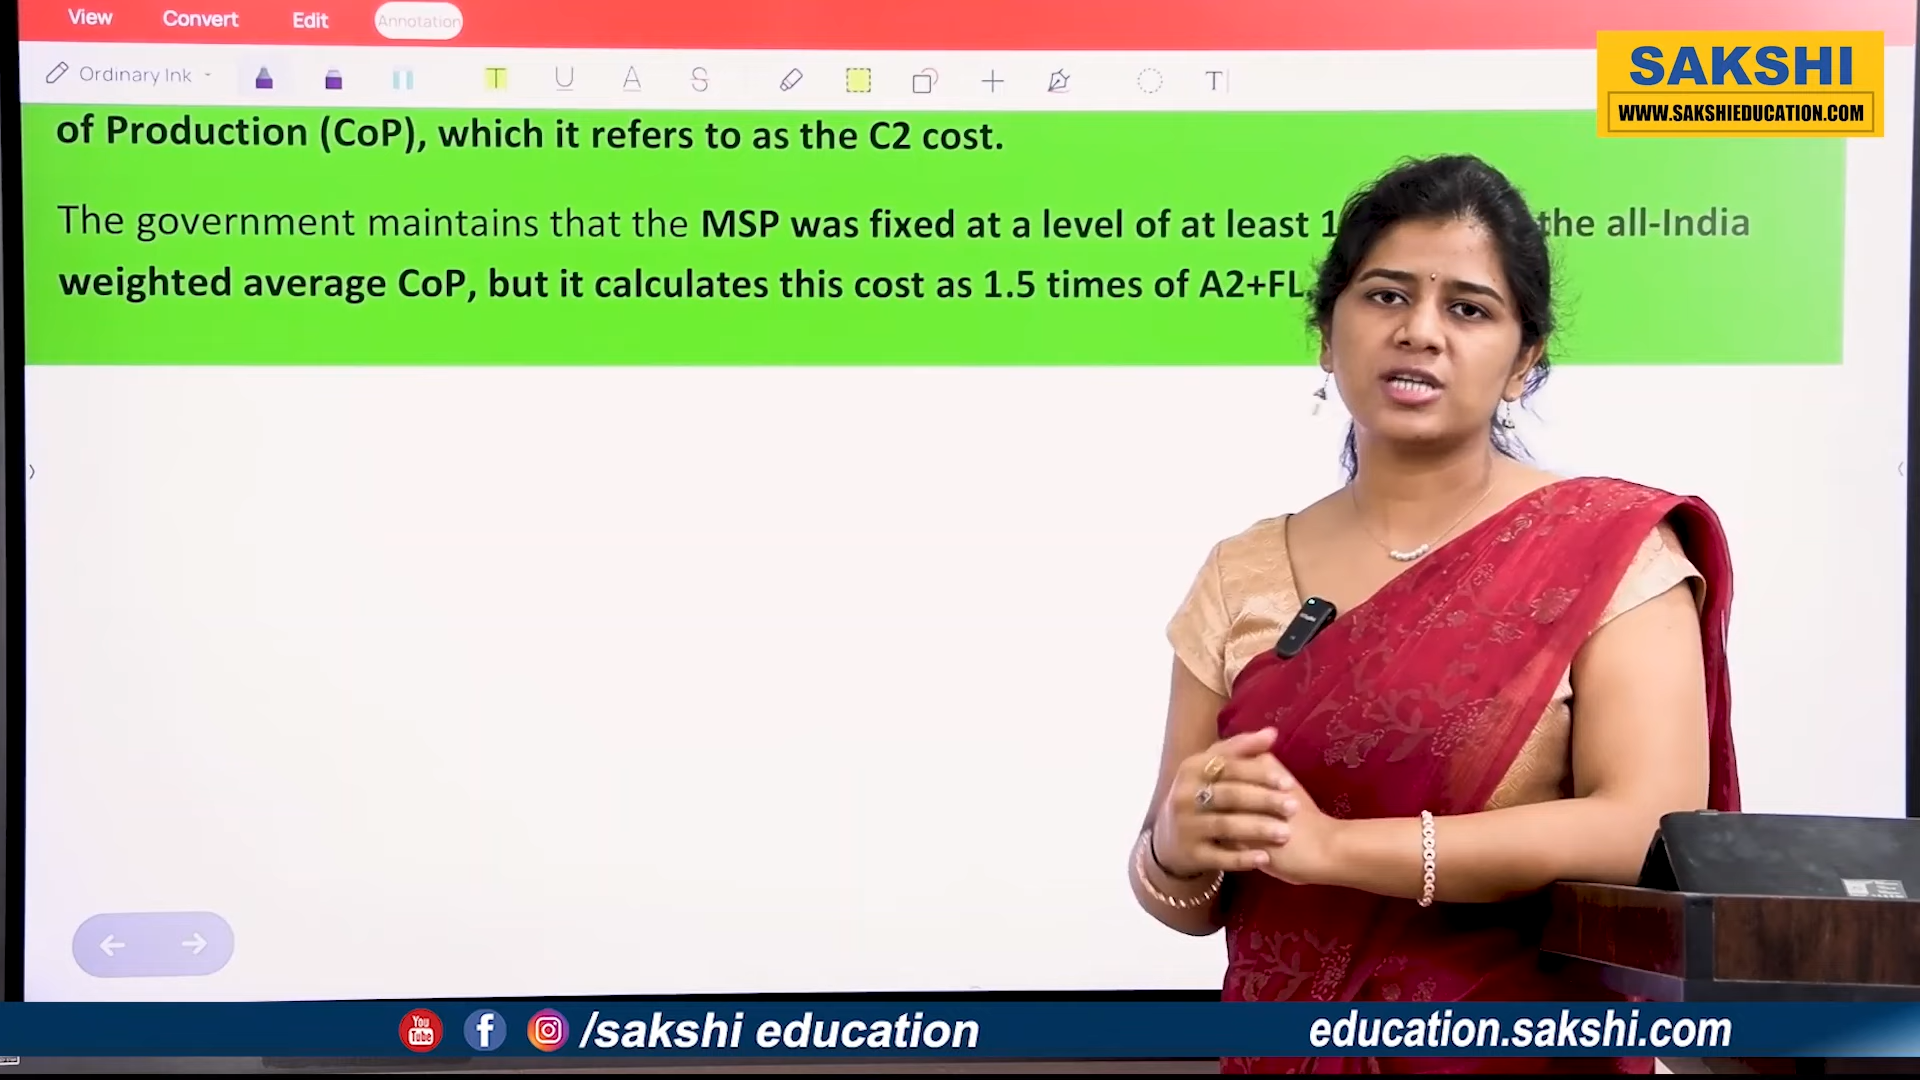 View Convert Edit Annotation
Ordinary Ink
SAKSHI
WWW.SAKSHIEDUCATION.COM
of Production (CoP), which it refers to as the C2 cost.
The government maintains that the MSP was fixed at a level of at least 1 the all-India
weighted average CoP, but it calculates this cost as 1.5 times of A2+FL
You Tube f /sakshi education education.sakshi.com